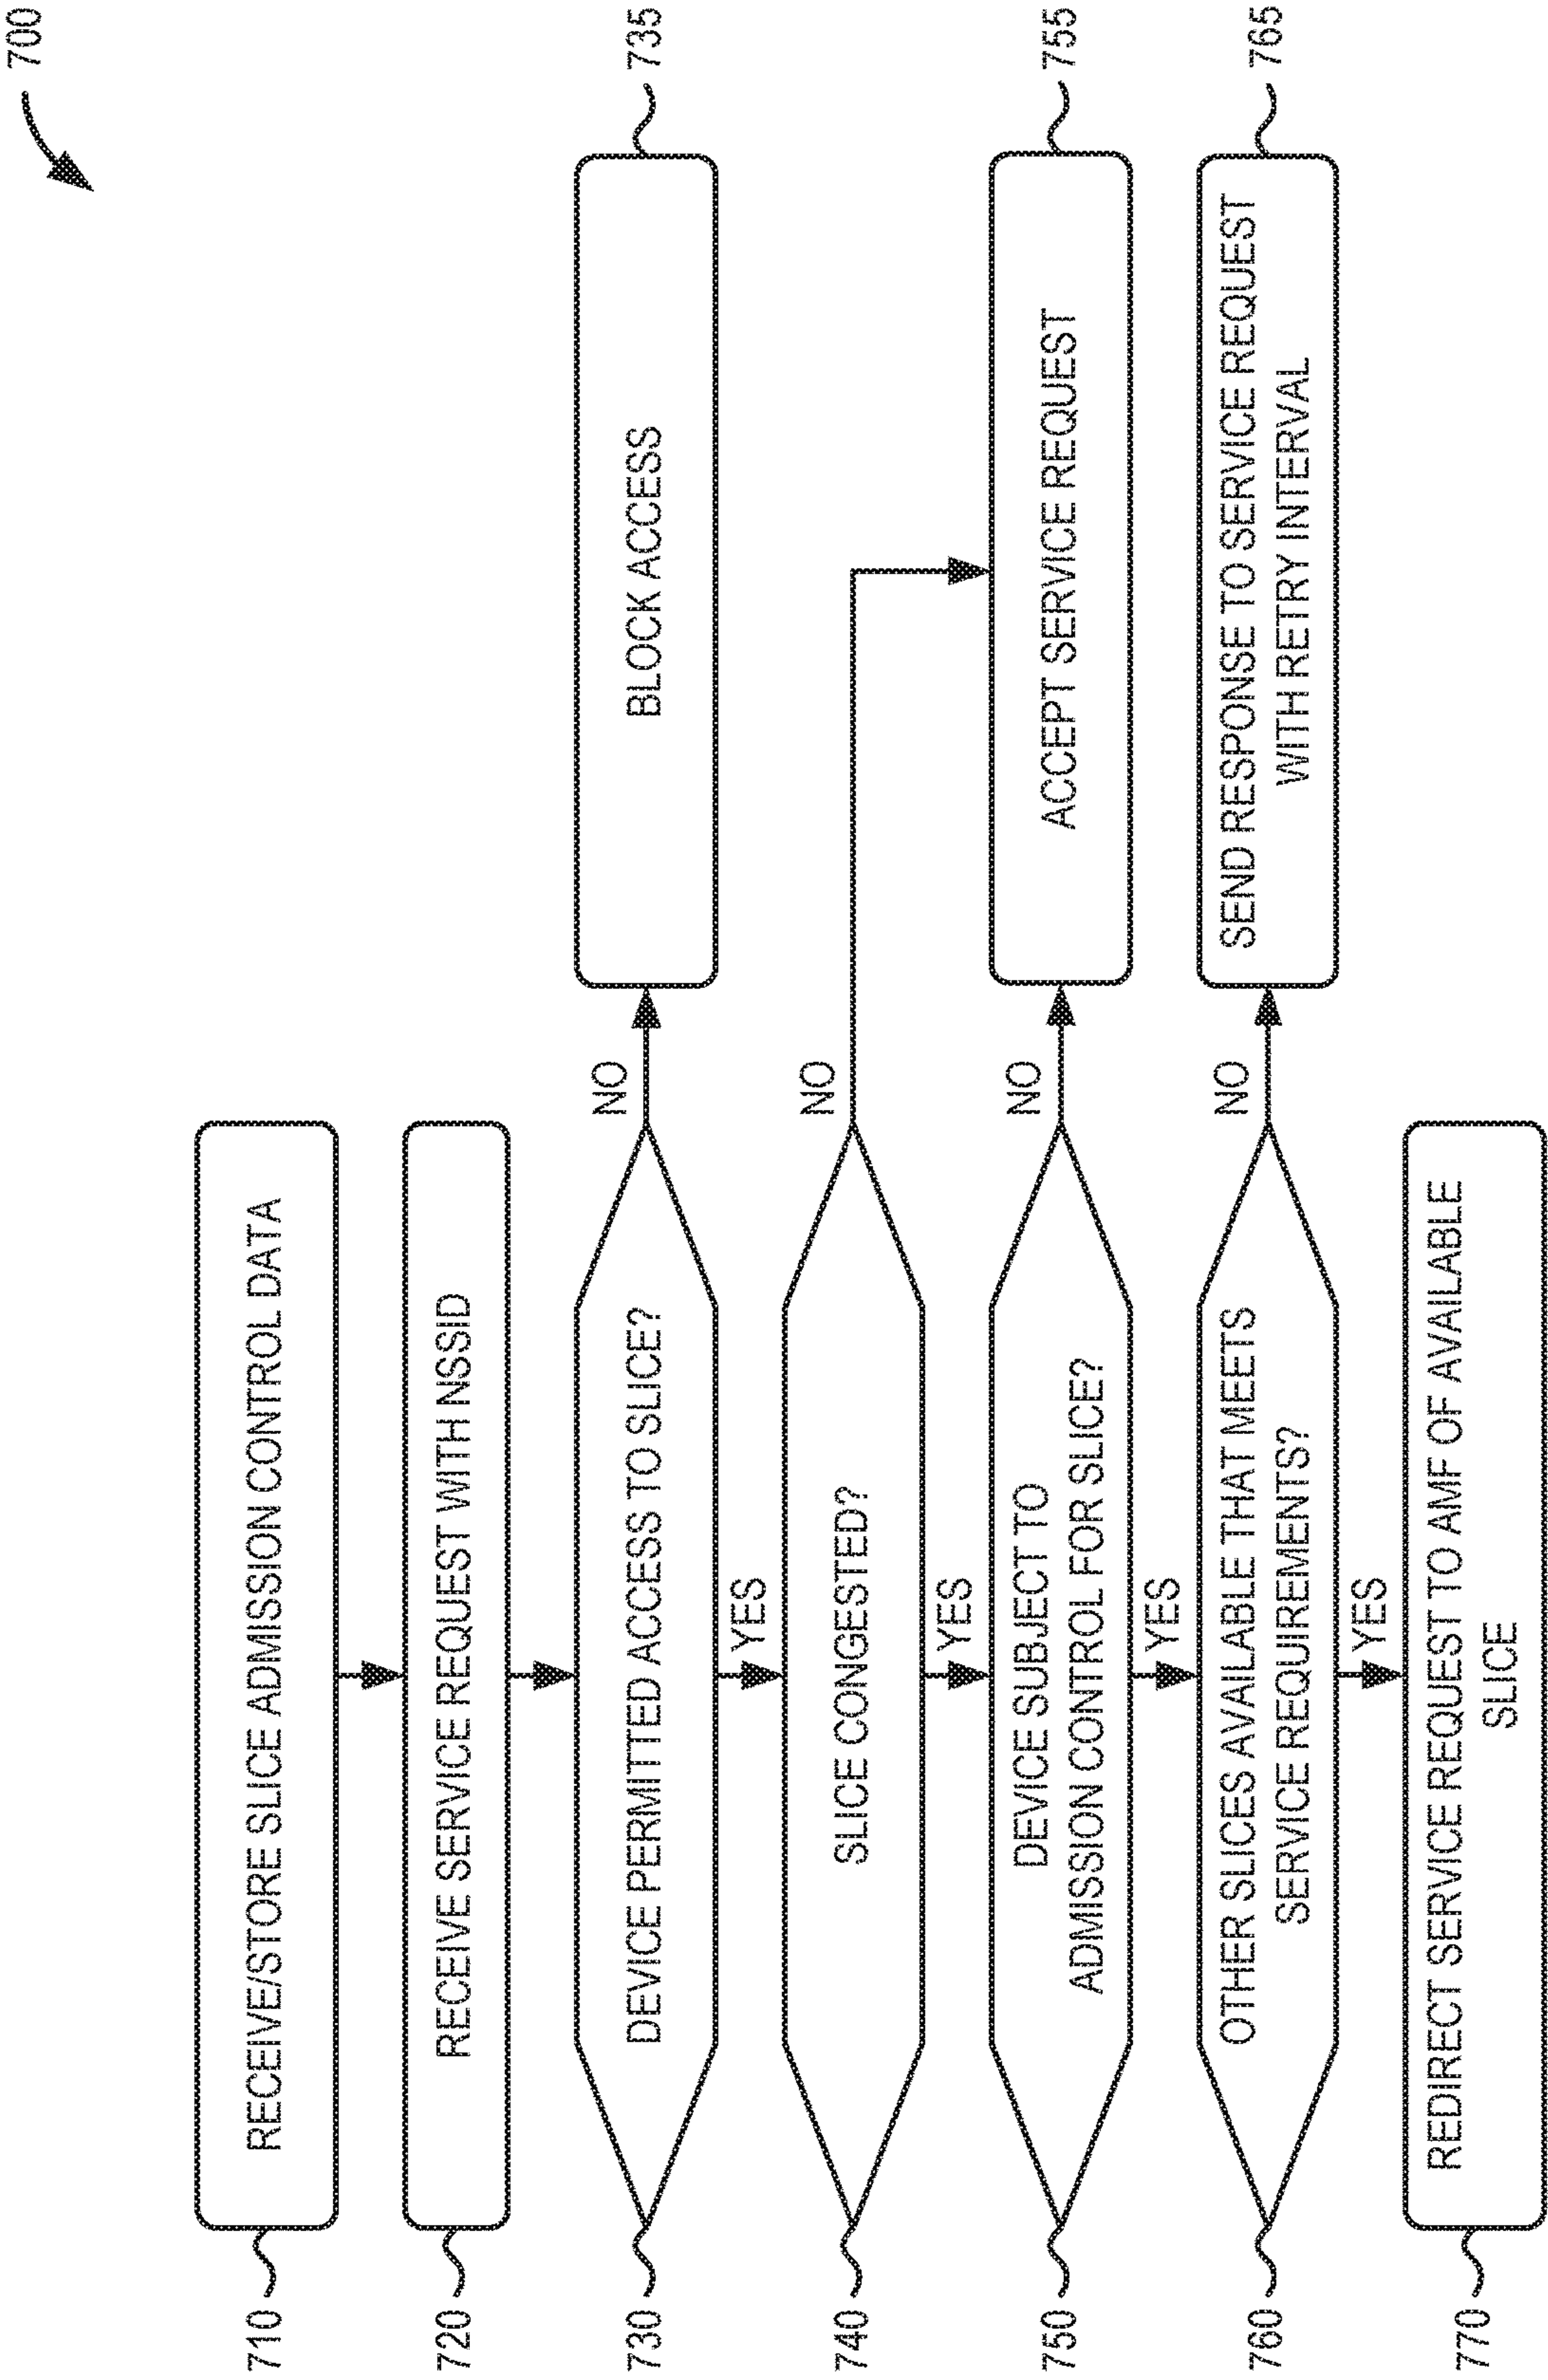 700
710
RECEIVE/STORE SLICE ADMISSION CONTROL DATA
720
RECEIVE SERVICE REQUEST WITH NSSID
730
DEVICE PERMITTED ACCESS TO SLICE?
NO
BLOCK ACCESS
735
YES
740
SLICE CONGESTED?
NO
YES
750
DEVICE SUBJECT TO
ADMISSION CONTROL FOR SLICE?
NO
ACCEPT SERVICE REQUEST
755
YES
760
OTHER SLICES AVAILABLE THAT MEETS
SERVICE REQUIREMENTS?
NO
SEND RESPONSE TO SERVICE REQUEST
WITH RETRY INTERVAL
765
YES
770
REDIRECT SERVICE REQUEST TO AMF OF AVAILABLE
SLICE